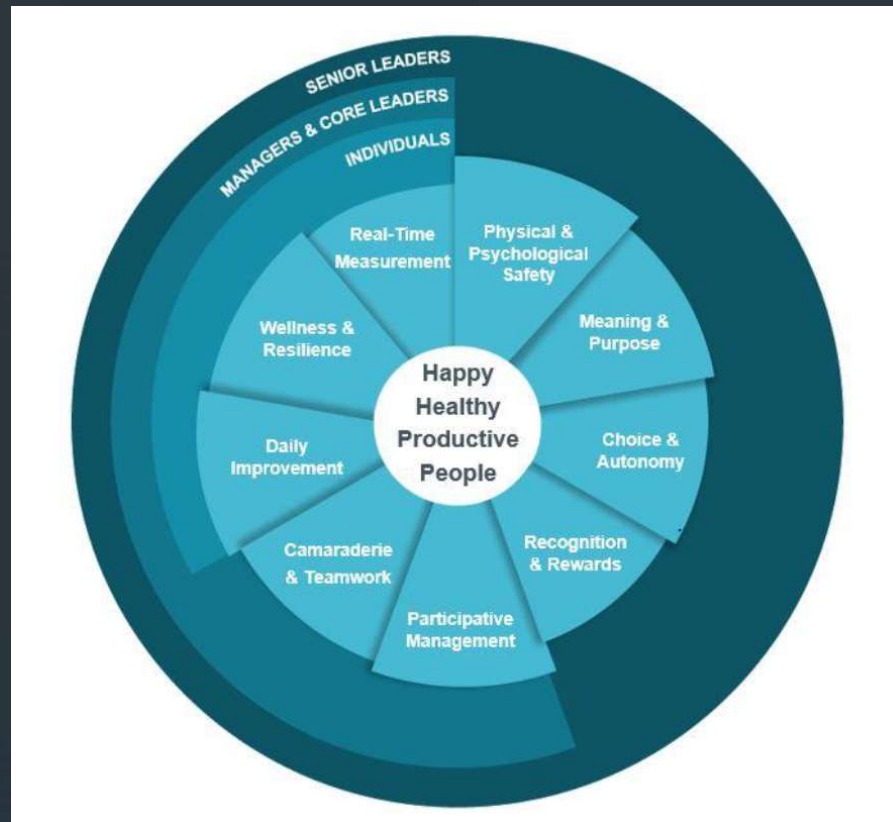 SENIOR LEADERS
MANAGERS & CORE LEADERS
INDIVIDUALS
Real-Time
Measurement
Physical &
Psychological
Safety
Meaning &
Purpose
Choice &
Autonomy
Recognition
& Rewards
Participative
Management
Camaraderie
& Teamwork
Daily
Improvement
Wellness &
Resilience
Happy
Healthy
Productive
People